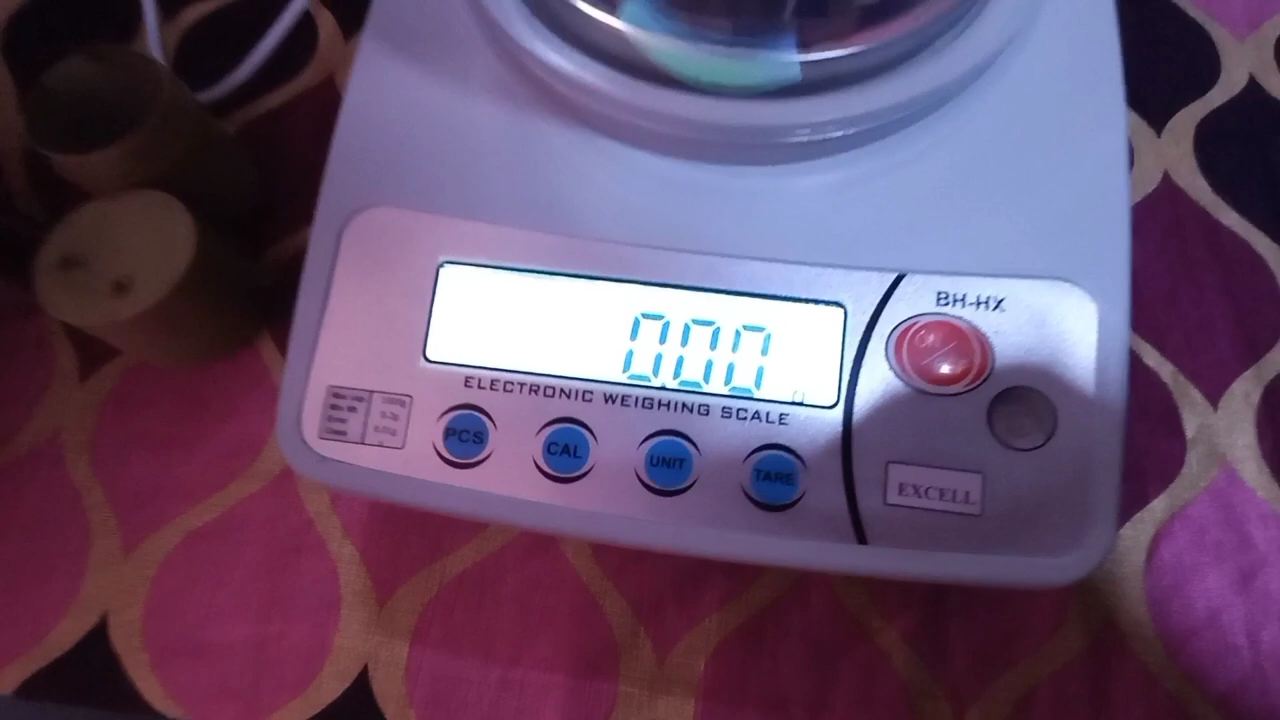 BH-HX
0.00
ELECTRONIC WEIGHING SCALE
PCS
CAL
UNIT
TARE
EXCELL